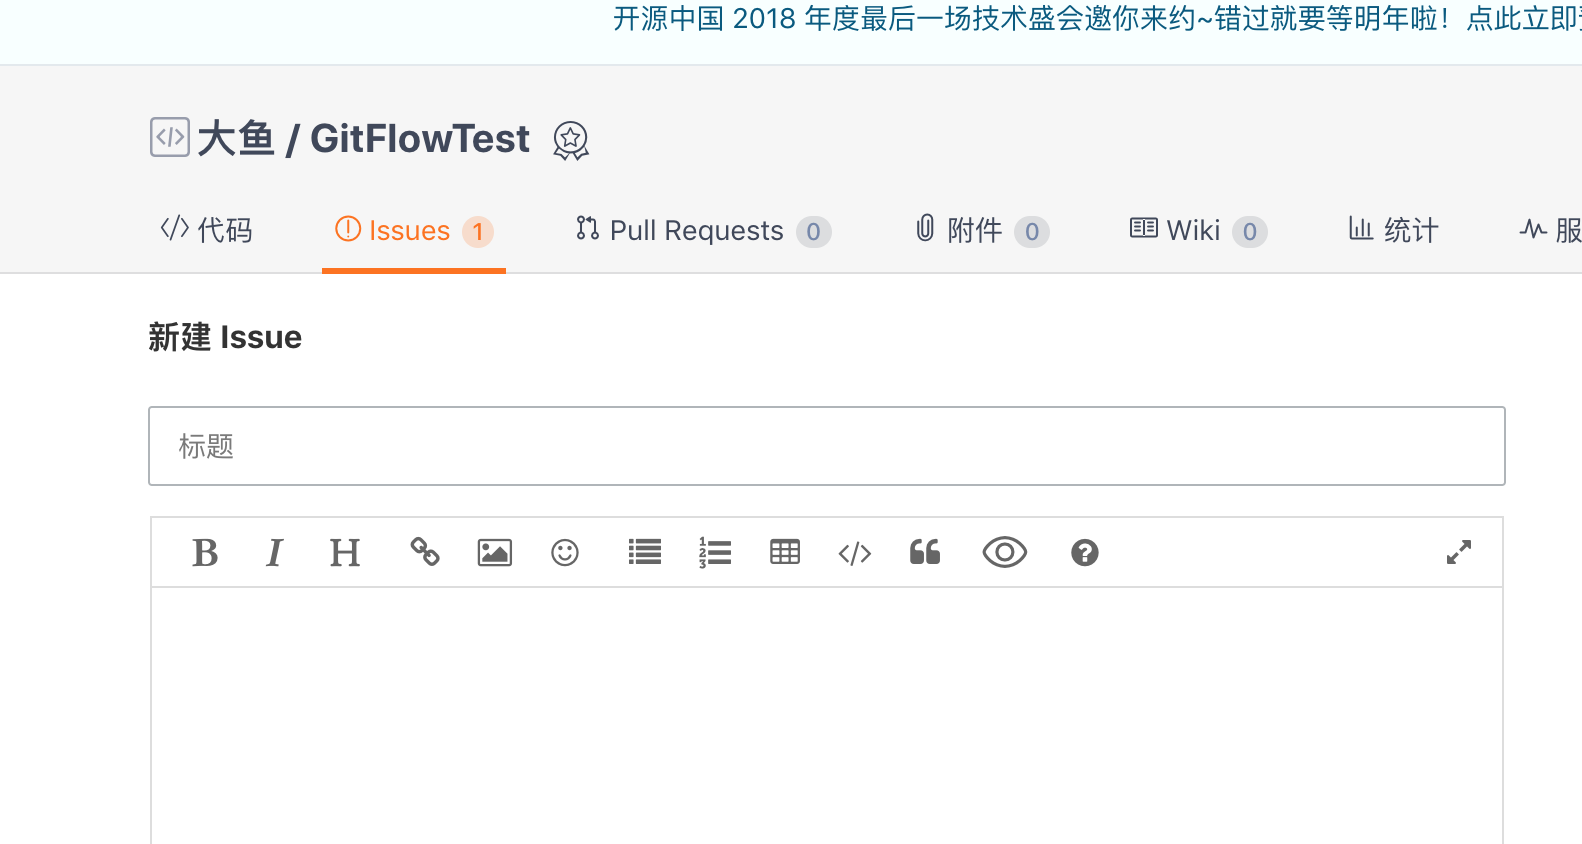 开源中国 2018 年度最后一场技术盛会邀你来约~错过就要等明年啦！点此立即
大鱼 / GitFlowTest
代码 Issues 1 Pull Requests 0 附件 0 Wiki 0 统计 服
新建 Issue
标题
B I H